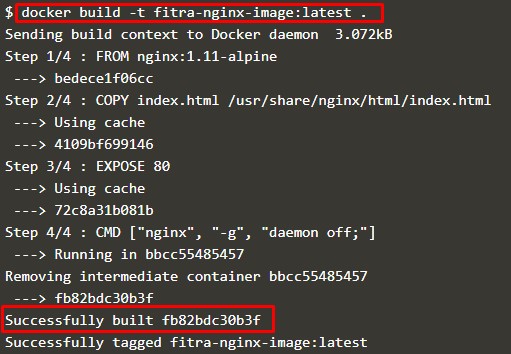 $ docker build -t fitra-nginx-image:latest .
Sending build context to Docker daemon  3.072kB
Step 1/4 : FROM nginx:1.11-alpine
 ---> bedece1f06cc
Step 2/4 : COPY index.html /usr/share/nginx/html/index.html
 ---> Using cache
 ---> 4109bf699146
Step 3/4 : EXPOSE 80
 ---> Using cache
 ---> 72c8a31b081b
Step 4/4 : CMD ["nginx", "-g", "daemon off;"]
 ---> Running in bbcc55485457
Removing intermediate container bbcc55485457
 ---> fb82bdc30b3f
Successfully built fb82bdc30b3f
Successfully tagged fitra-nginx-image:latest